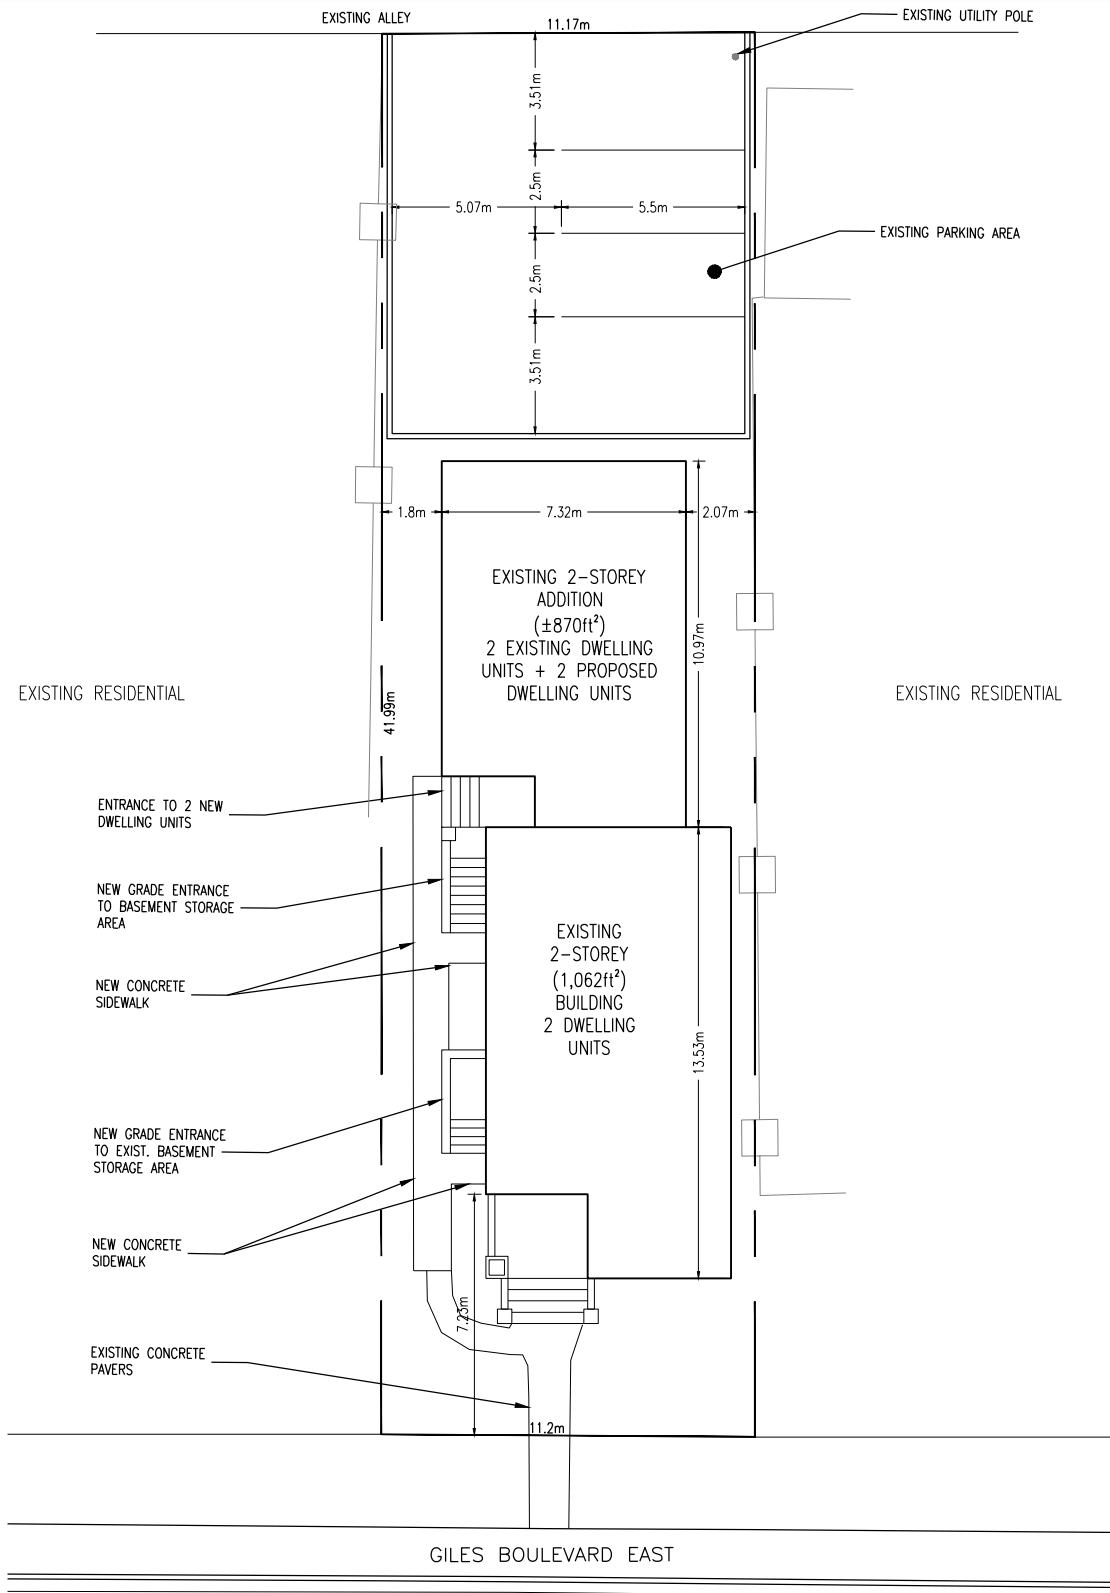 EXISTING ALLEY
11.17m
EXISTING UTILITY POLE
3.51m
2.5m
5.07m
5.5m
EXISTING PARKING AREA
2.5m
3.51m
1.8m
7.32m
2.07m
EXISTING 2-STOREY
ADDITION
(±870ft²)
2 EXISTING DWELLING
UNITS + 2 PROPOSED
DWELLING UNITS
10.97m
EXISTING RESIDENTIAL
41.99m
EXISTING RESIDENTIAL
ENTRANCE TO 2 NEW
DWELLING UNITS
NEW GRADE ENTRANCE
TO BASEMENT STORAGE
AREA
EXISTING
2-STOREY
(1,062ft²)
BUILDING
2 DWELLING
UNITS
NEW CONCRETE
SIDEWALK
13.53m
NEW GRADE ENTRANCE
TO EXIST. BASEMENT
STORAGE AREA
NEW CONCRETE
SIDEWALK
7.23m
EXISTING CONCRETE
PAVERS
11.2m
GILES BOULEVARD EAST